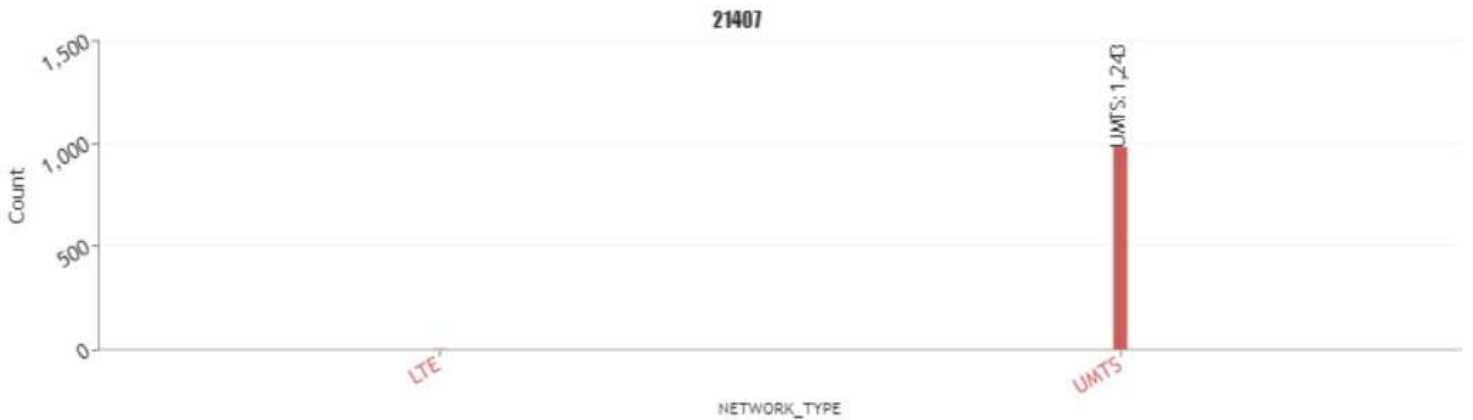 21407
1,500
1,000
500
0
Count
UMTS: 1,243
LTE
UMTS
NETWORK_TYPE